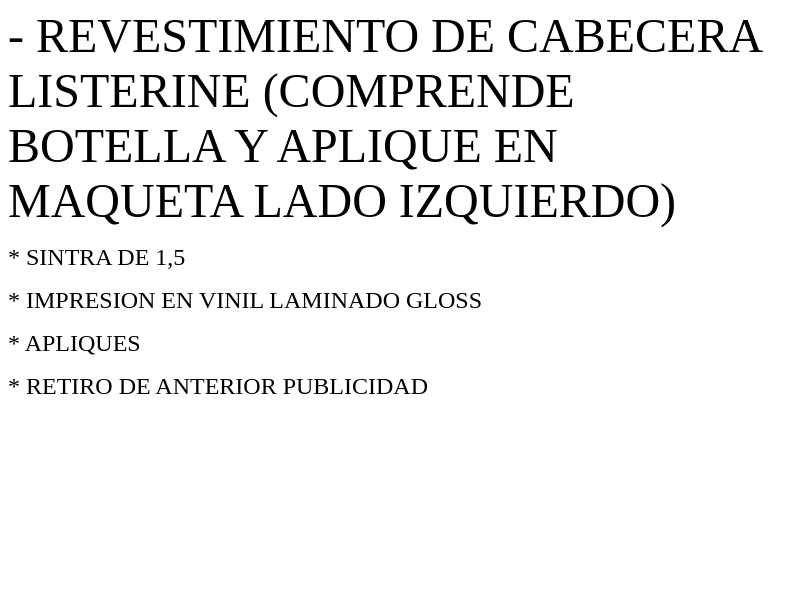 - REVESTIMIENTO DE CABECERA
LISTERINE (COMPRENDE
BOTELLA Y APLIQUE EN
MAQUETA LADO IZQUIERDO)
* SINTRA DE 1,5
* IMPRESION EN VINIL LAMINADO GLOSS
* APLIQUES
* RETIRO DE ANTERIOR PUBLICIDAD